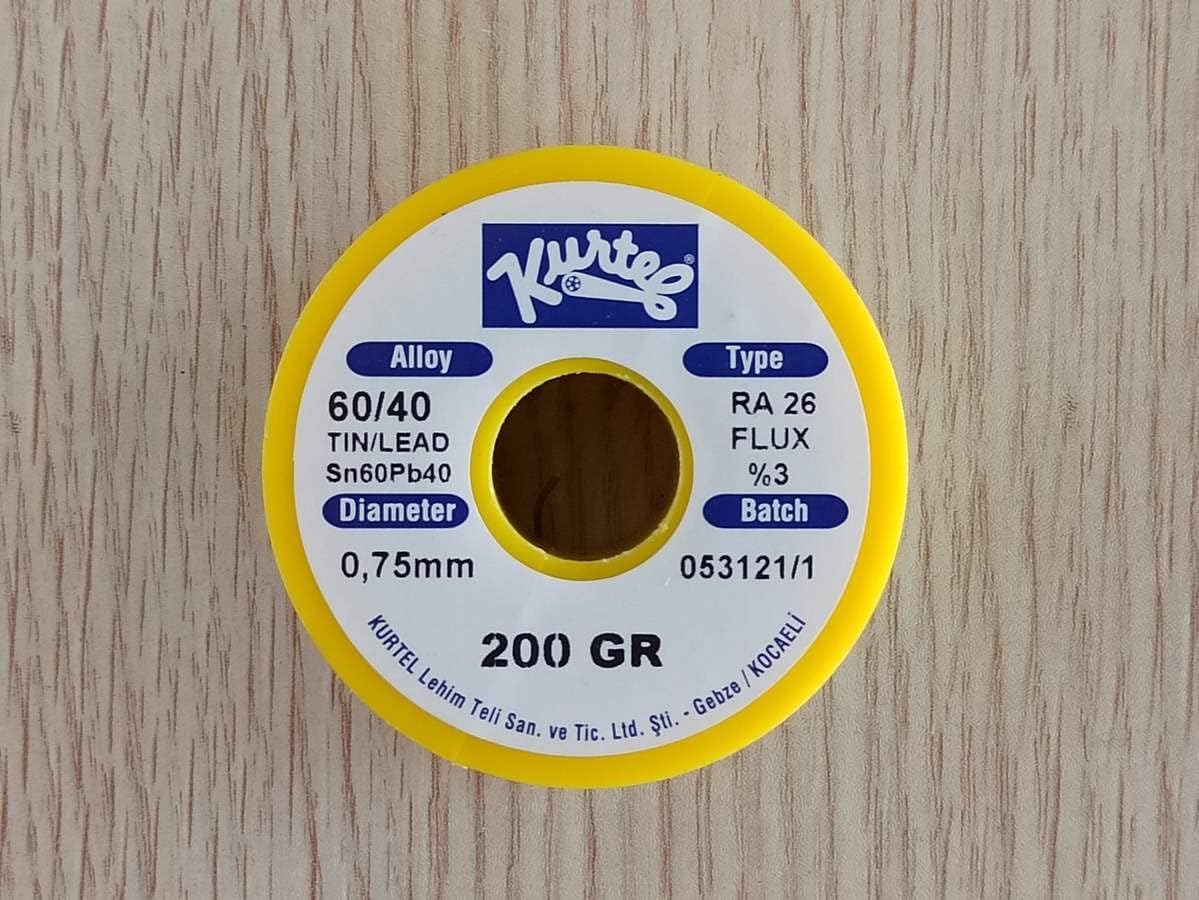 Kurtel®
Alloy
60/40
TIN/LEAD
Sn60Pb40
Type
RA 26
FLUX
%3
Diameter
0,75mm
Batch
053121/1
200 GR
KURTEL Lehim Teli San. ve Tic. Ltd. Şti. - Gebze / KOCAELİ